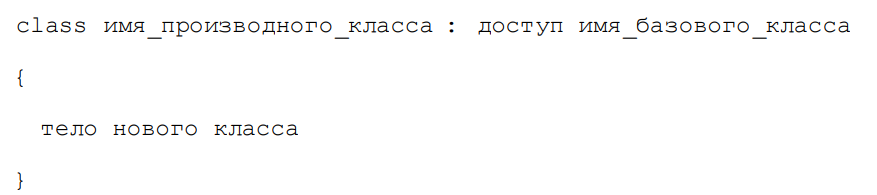 class имя_производного_класса : доступ имя_базового_класса
{
тело нового класса
}